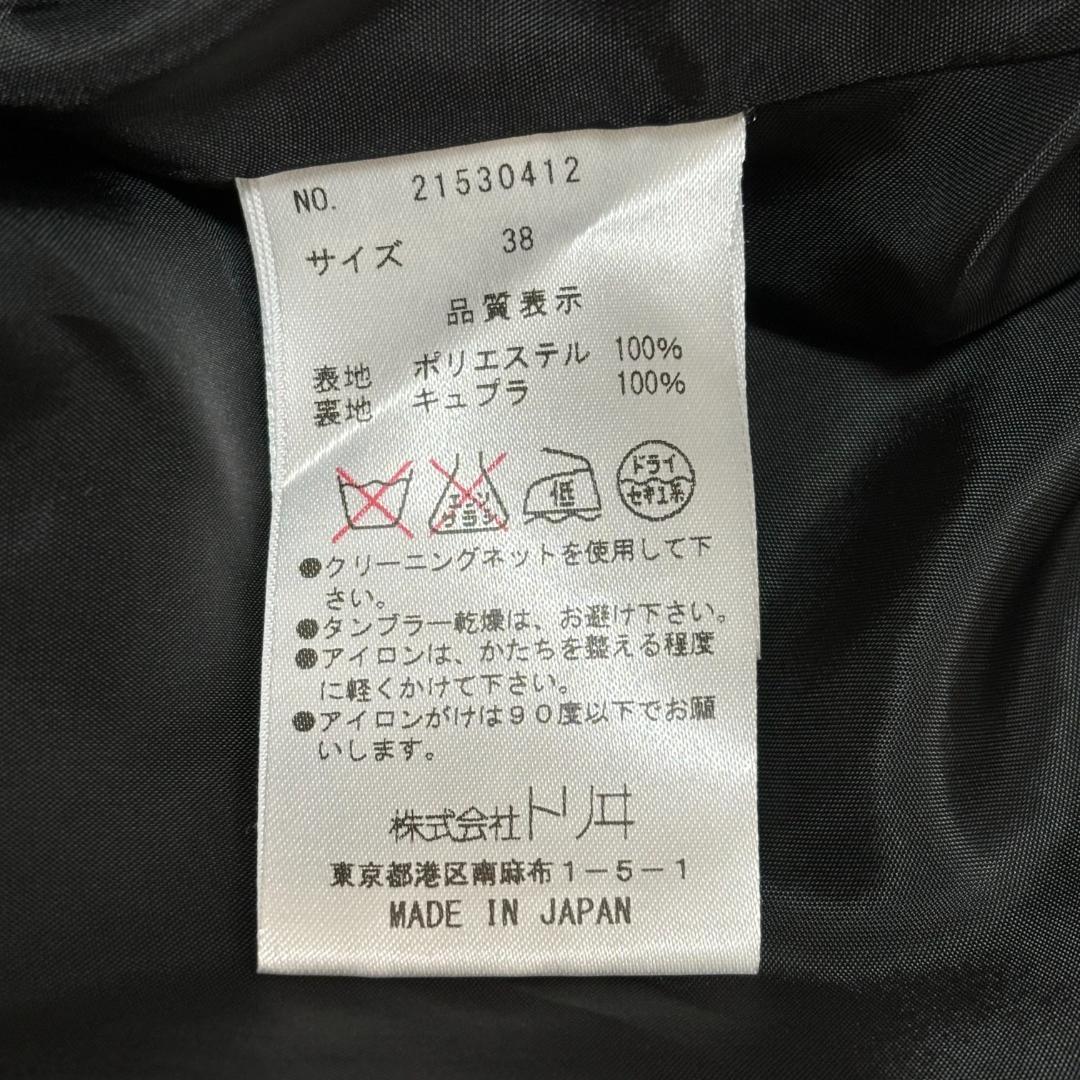 NO. 21530412
サイズ 38
品質表示
表地 ポリエステル 100%
裏地 キュプラ 100%
エンソサラシ 低 ドライ
セキユ系
●クリーニングネットを使用して下
さい。
●タンブラー乾燥は、お避け下さい。
●アイロンは、かたちを整える程度
に軽くかけて下さい。
●アイロンがけは90度以下でお願
いします。
株式会社トリヰ
東京都港区南麻布1-5-1
MADE IN JAPAN